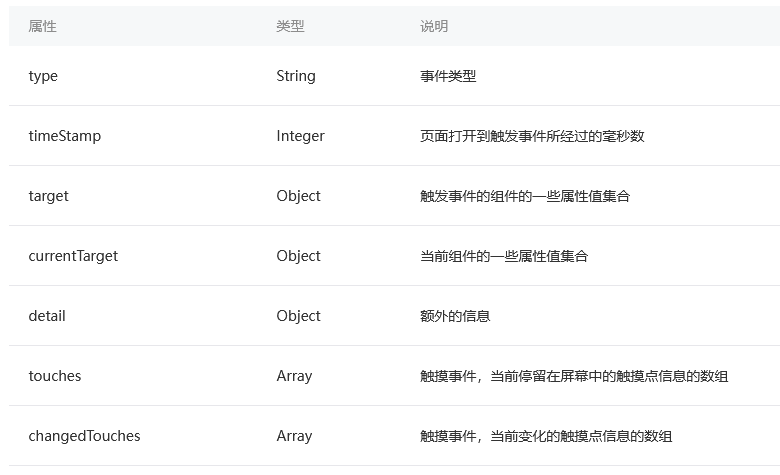 属性 类型 说明
type String 事件类型
timeStamp Integer 页面打开到触发事件所经过的毫秒数
target Object 触发事件的组件的一些属性值集合
currentTarget Object 当前组件的一些属性值集合
detail Object 额外的信息
touches Array 触摸事件，当前停留在屏幕中的触摸点信息的数组
changedTouches Array 触摸事件，当前变化的触摸点信息的数组